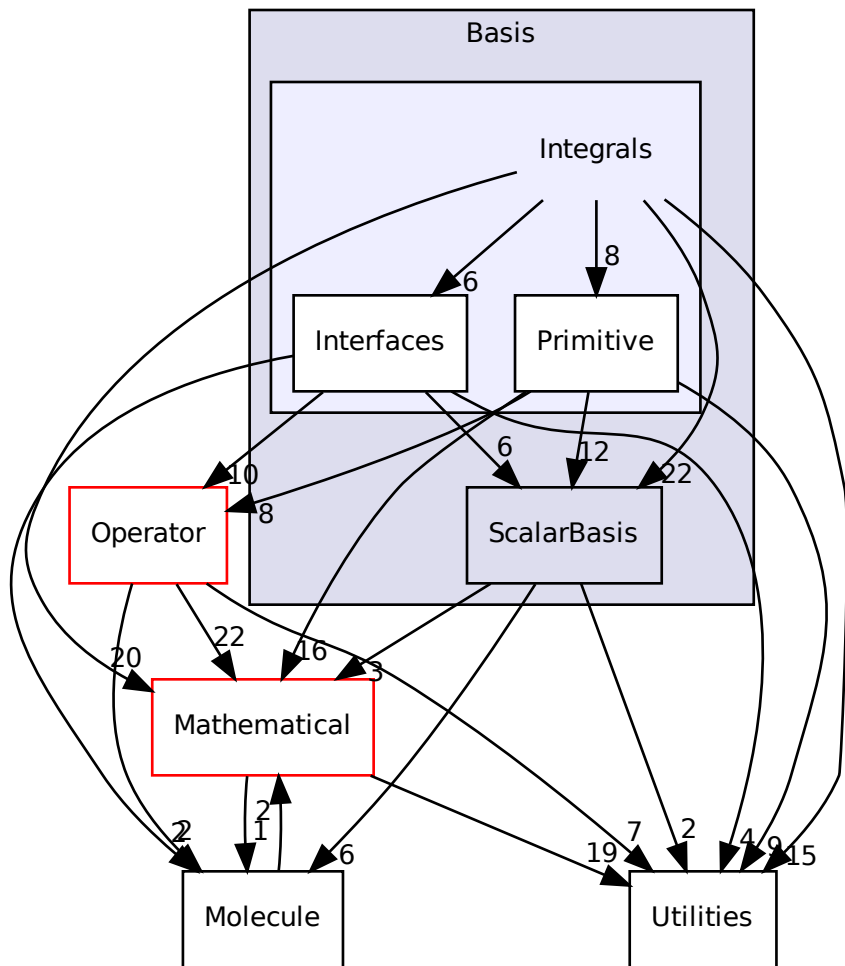 Basis
Integrals
8
6
Interfaces
Primitive
6
12
10
22
8
Operator
ScalarBasis
22
16
20
3
Mathematical
2
1
2
2
7
2
4
9
15
19
6
Molecule
Utilities